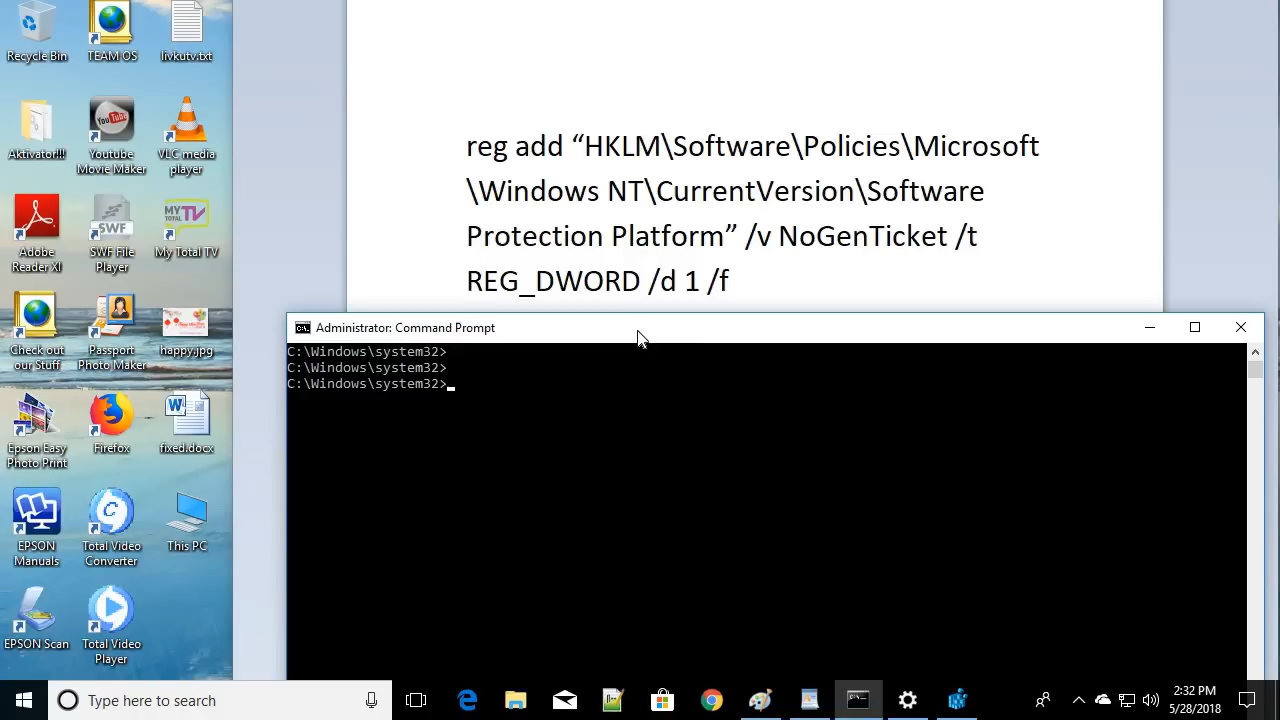 Recycle Bin
TEAM OS
livkutv.txt
Aktivator!!!
Youtube
Movie Maker
VLC media
player
Adobe
Reader XI
SWF File
Player
My Total TV
Check out
our Stuff
Passport
Photo Maker
happy.jpg
Epson Easy
Photo Print
Firefox
fixed.docx
EPSON
Manuals
Total Video
Converter
This PC
EPSON Scan
Total Video
Player
reg add “HKLM\Software\Policies\Microsoft
\Windows NT\CurrentVersion\Software
Protection Platform” /v NoGenTicket /t
REG_DWORD /d 1 /f
Administrator: Command Prompt
C:\Windows\system32>
C:\Windows\system32>
C:\Windows\system32>
Type here to search
2:32 PM
5/28/2018